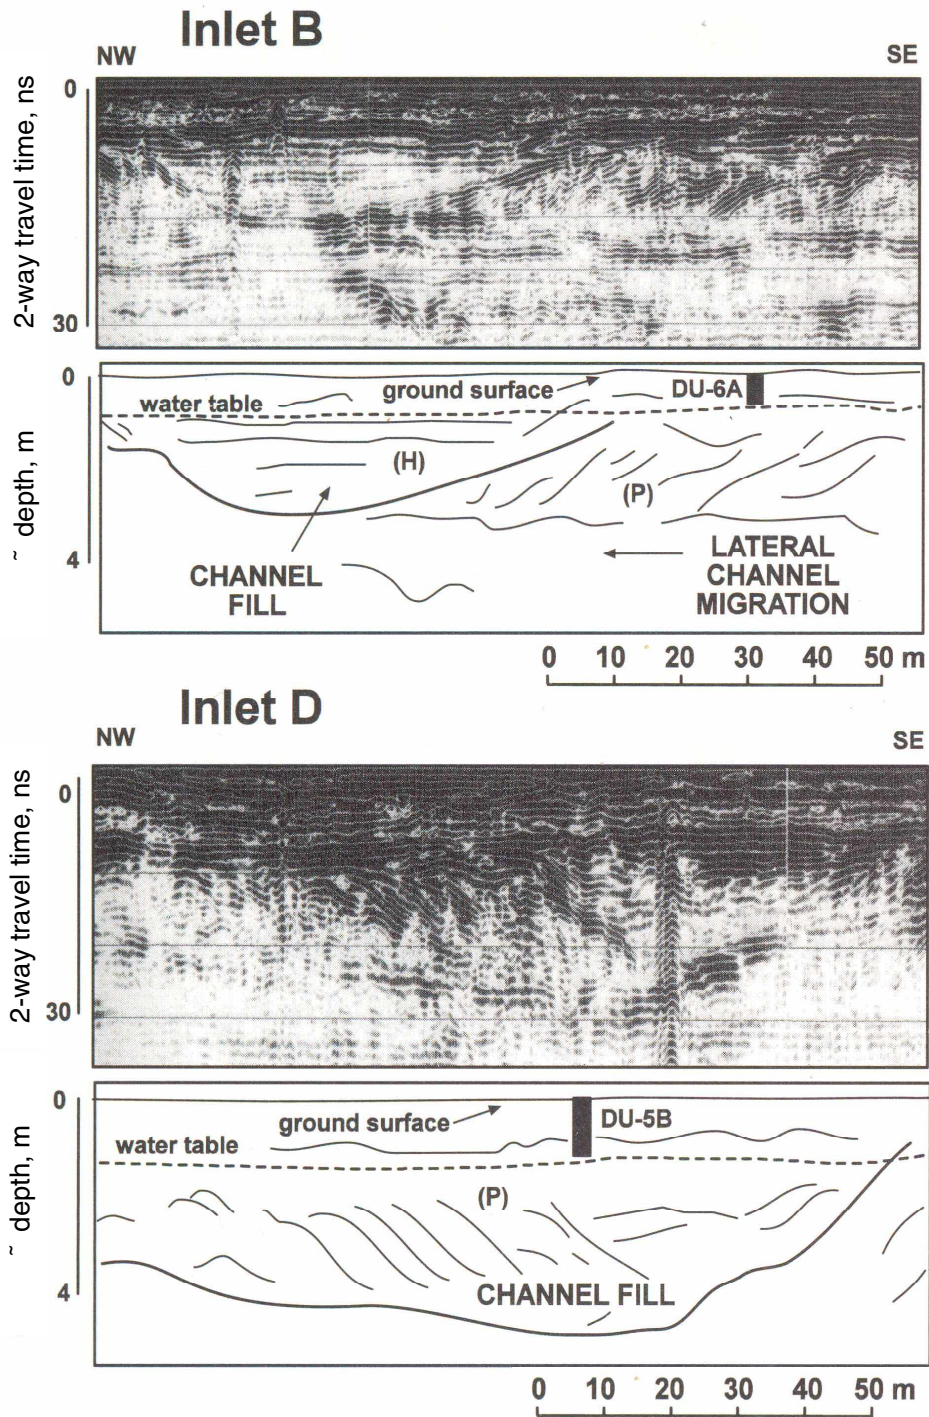 Inlet B
NW
SE
0
2-way travel time, ns
30
0
ground surface
DU-6A
water table
(H)
(P)
~ depth, m
4
CHANNEL
FILL
LATERAL
CHANNEL
MIGRATION
0 10 20 30 40 50 m
Inlet D
NW
SE
0
2-way travel time, ns
30
0
ground surface
DU-5B
water table
(P)
~ depth, m
4
CHANNEL FILL
0 10 20 30 40 50 m